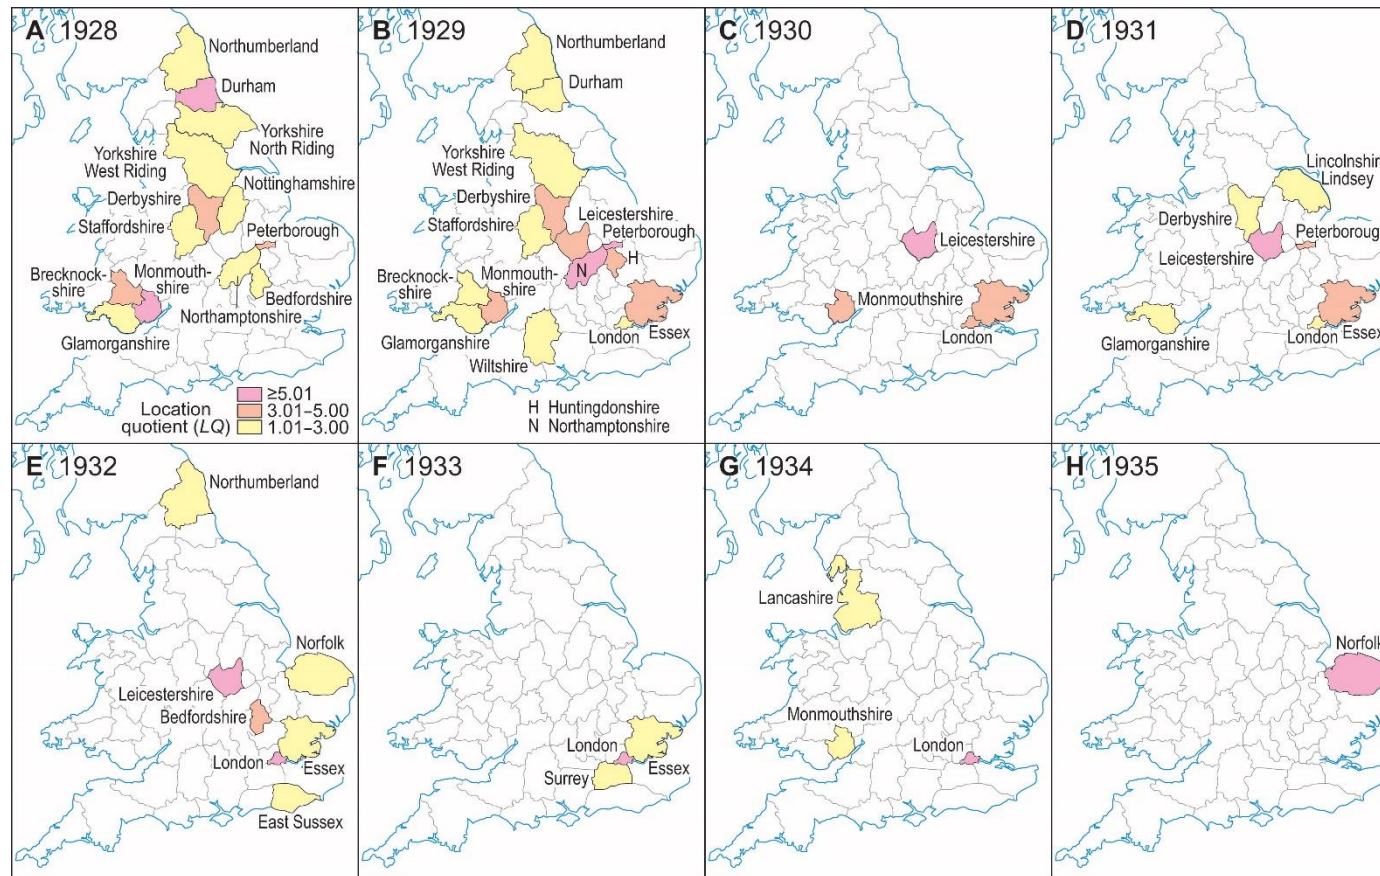 A 1928
Northumberland
Durham
Yorkshire
North Riding
Yorkshire
West Riding
Nottinghamshire
Derbyshire
Staffordshire
Peterborough
Brecknock-
shire
Monmouth-
shire
Bedfordshire
Northamptonshire
Glamorganshire
Location
quotient (LQ)
≥5.01
3.01–5.00
1.01–3.00
B 1929
Northumberland
Durham
Yorkshire
West Riding
Derbyshire
Leicestershire
Staffordshire
Peterborough
H
N
Brecknock-
shire
Monmouth-
shire
London
Essex
Glamorganshire
Wiltshire
H Huntingdonshire
N Northamptonshire
C 1930
Leicestershire
Monmouthshire
London
D 1931
Lincolnshir
Lindsey
Derbyshire
Peterboroug
Leicestershire
Glamorganshire
London
Essex
E 1932
Northumberland
Norfolk
Leicestershire
Bedfordshire
London
Essex
East Sussex
F 1933
London
Surrey
Essex
G 1934
Lancashire
Monmouthshire
London
H 1935
Norfolk